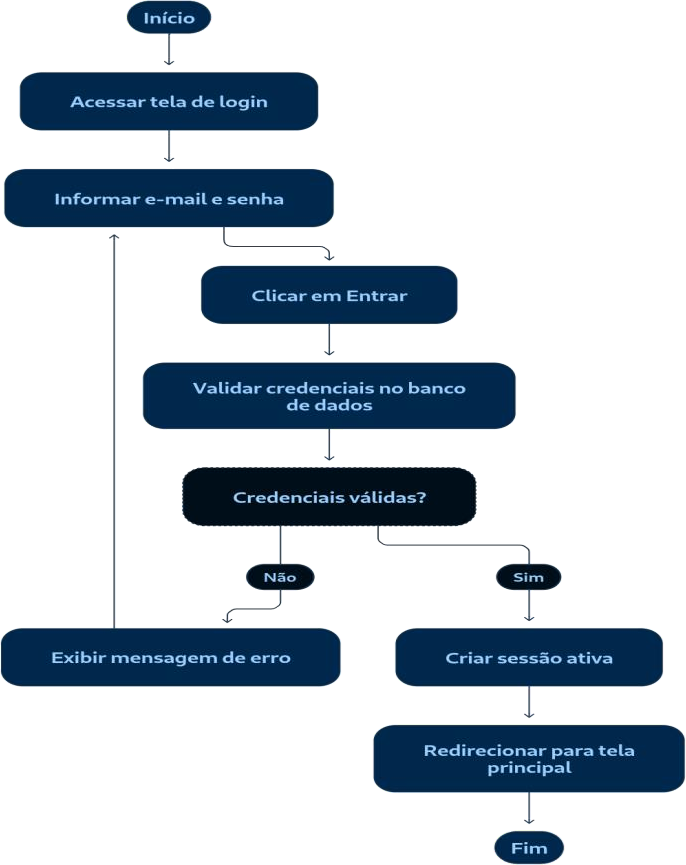 Início
Acessar tela de login
Informar e-mail e senha
Clicar em Entrar
Validar credenciais no banco
de dados
Credenciais válidas?
Não
Sim
Exibir mensagem de erro
Criar sessão ativa
Redirecionar para tela
principal
Fim